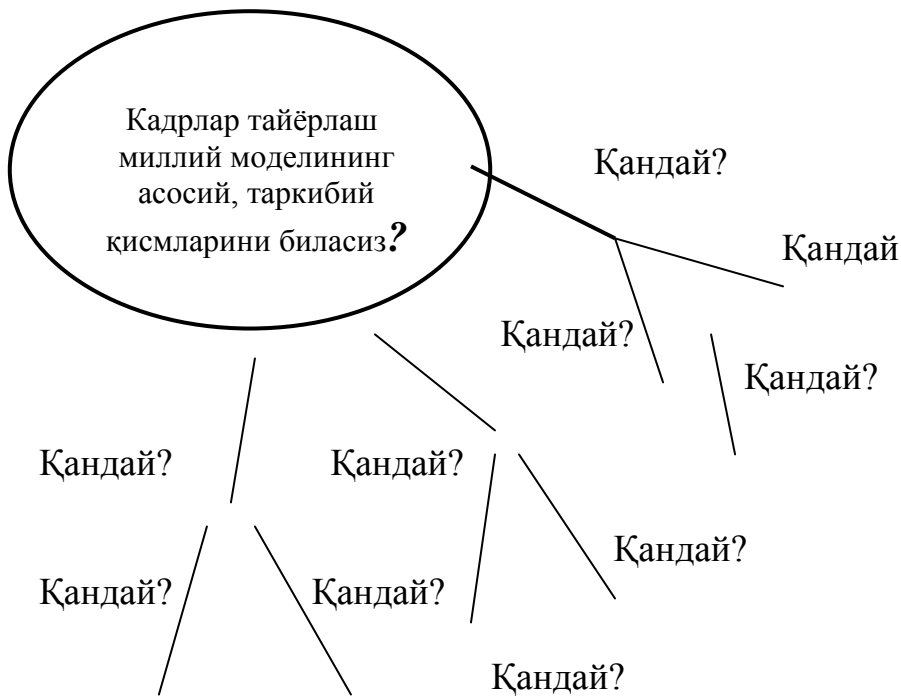 Кадрлар тайёрлаш
миллий моделининг
асосий, таркибий
қисмларини биласиз?
Қандай?
Қандай
Қандай?
Қандай?
Қандай?
Қандай?
Қандай?
Қандай?
Қандай?
Қандай?